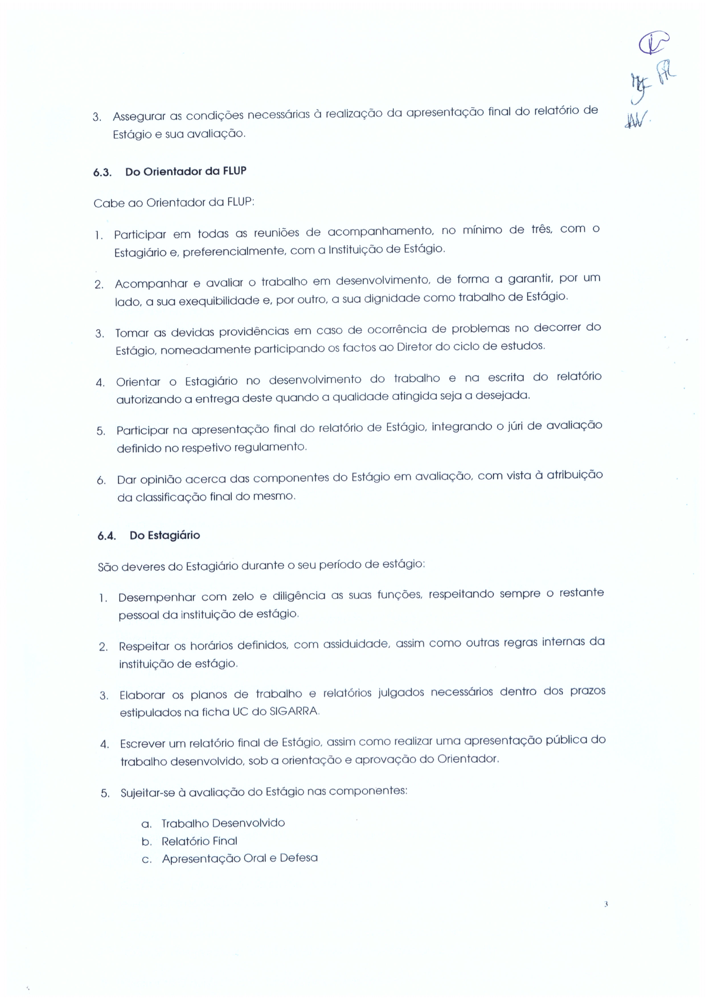 3. Assegurar as condições necessárias à realização da apresentação final do relatório de
Estágio e sua avaliação.
6.3. Do Orientador da FLUP
Cabe ao Orientador da FLUP:
1. Participar em todas as reuniões de acompanhamento, no mínimo de três, com o
Estagiário e, preferencialmente, com a Instituição de Estágio.
2. Acompanhar e avaliar o trabalho em desenvolvimento, de forma a garantir, por um
lado, a sua exequibilidade e, por outro, a sua dignidade como trabalho de Estágio.
3. Tomar as devidas providências em caso de ocorrência de problemas no decorrer do
Estágio, nomeadamente participando os factos ao Diretor do ciclo de estudos.
4. Orientar o Estagiário no desenvolvimento do trabalho e na escrita do relatório
autorizando a entrega deste quando a qualidade atingida seja a desejada.
5. Participar na apresentação final do relatório de Estágio, integrando o júri de avaliação
definido no respetivo regulamento.
6. Dar opinião acerca das componentes do Estágio em avaliação, com vista à atribuição
da classificação final do mesmo.
6.4. Do Estagiário
São deveres do Estagiário durante o seu período de estágio:
1. Desempenhar com zelo e diligência as suas funções, respeitando sempre o restante
pessoal da instituição de estágio.
2. Respeitar os horários definidos, com assiduidade, assim como outras regras internas da
instituição de estágio.
3. Elaborar os planos de trabalho e relatórios julgados necessários dentro dos prazos
estipulados na ficha UC do SIGARRA.
4. Escrever um relatório final de Estágio, assim como realizar uma apresentação pública do
trabalho desenvolvido, sob a orientação e aprovação do Orientador.
5. Sujeitar-se à avaliação do Estágio nas componentes:
a. Trabalho Desenvolvido
b. Relatório Final
c. Apresentação Oral e Defesa
3